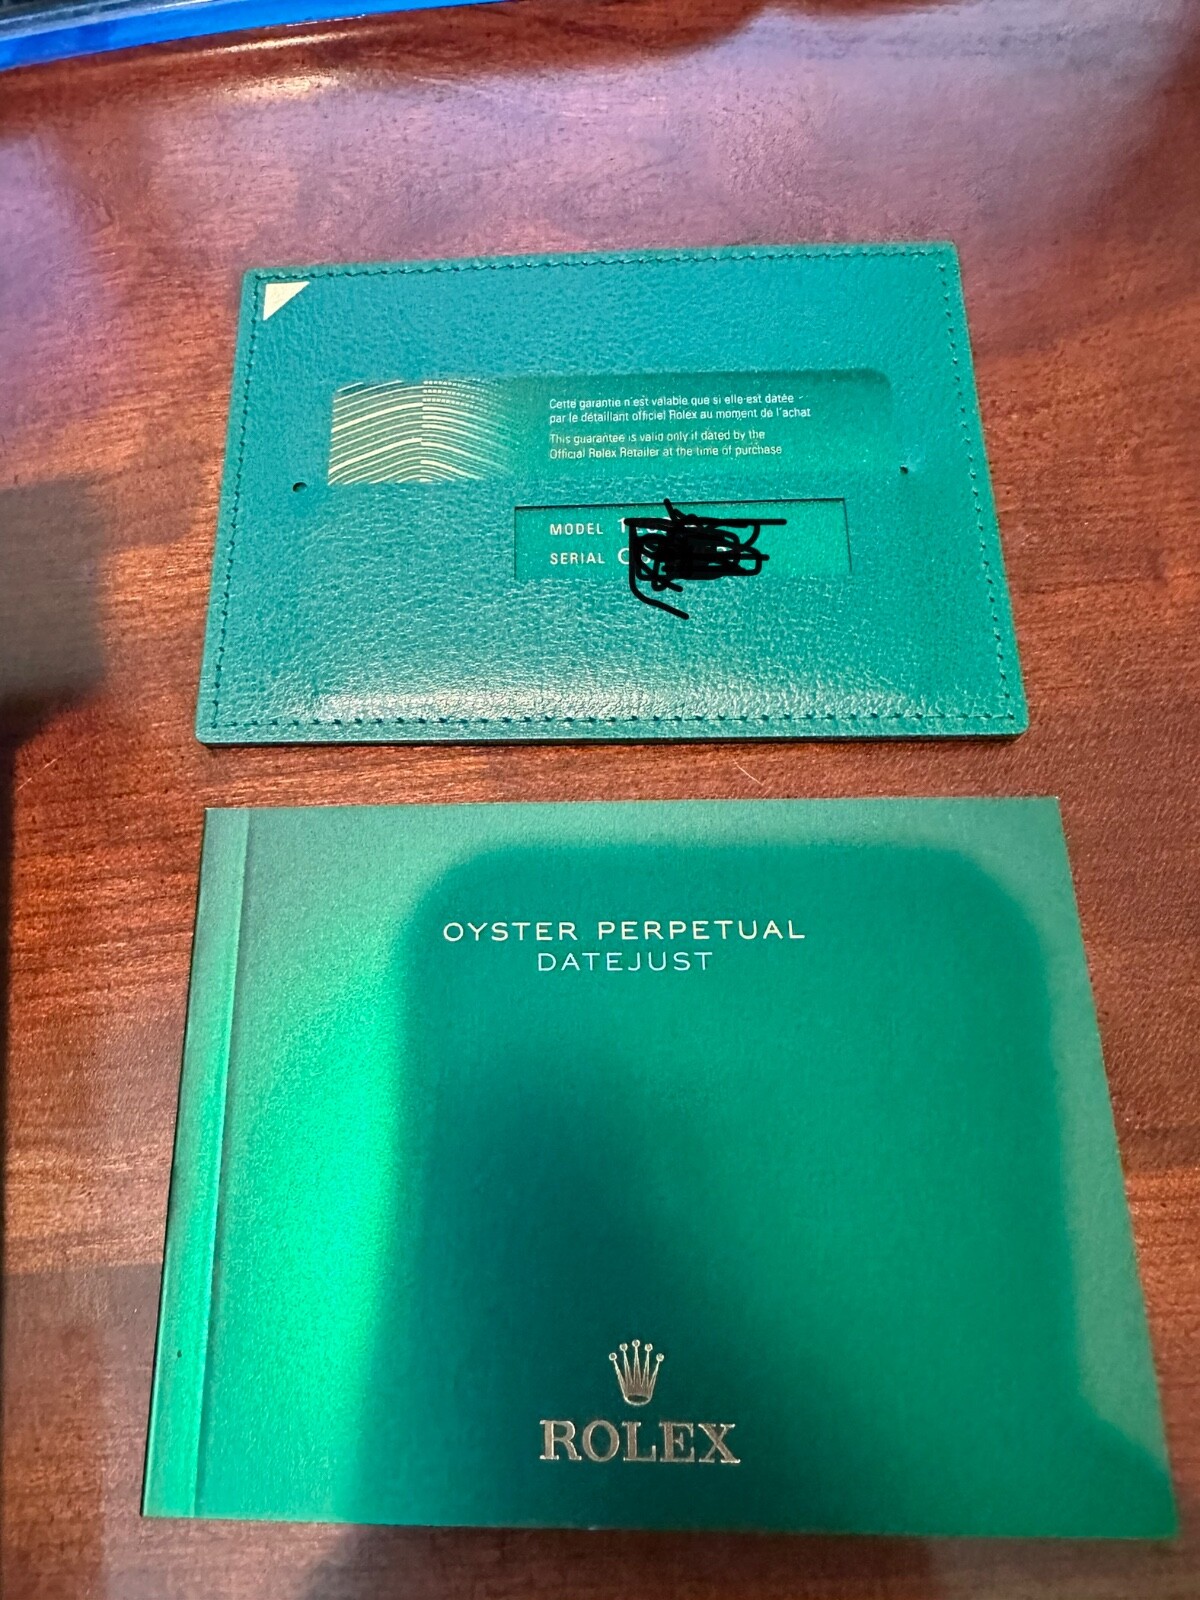 Cette garantie n'est valable que si elle est datée
par le détaillant officiel Rolex au moment de l'achat
This guarantee is valid only if dated by the
Official Rolex Retailer at the time of purchase
MODEL
SERIAL
OYSTER PERPETUAL
DATEJUST
ROLEX